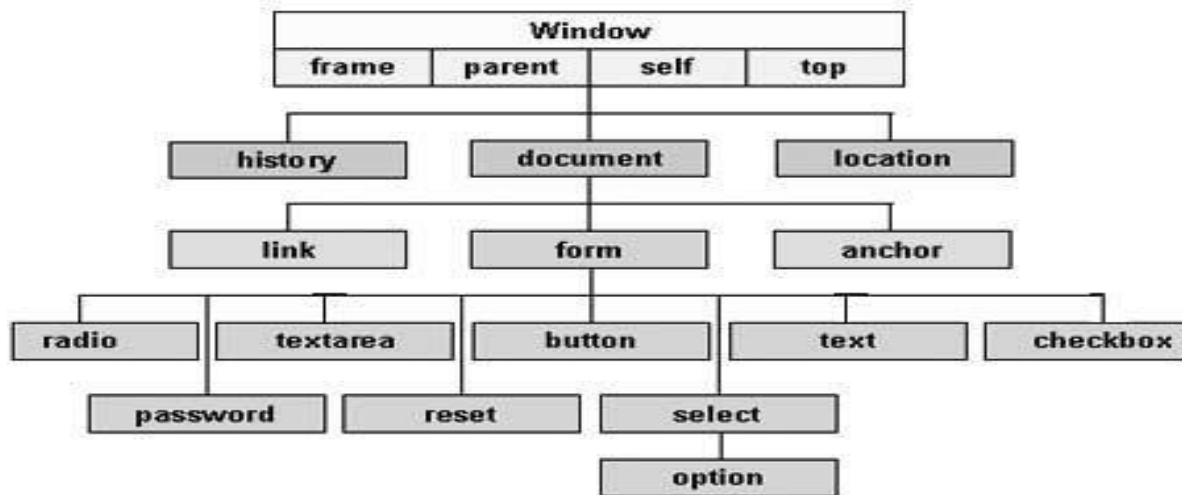 Window
frame parent self top
history document location
link form anchor
radio textarea button text checkbox
password reset select
option